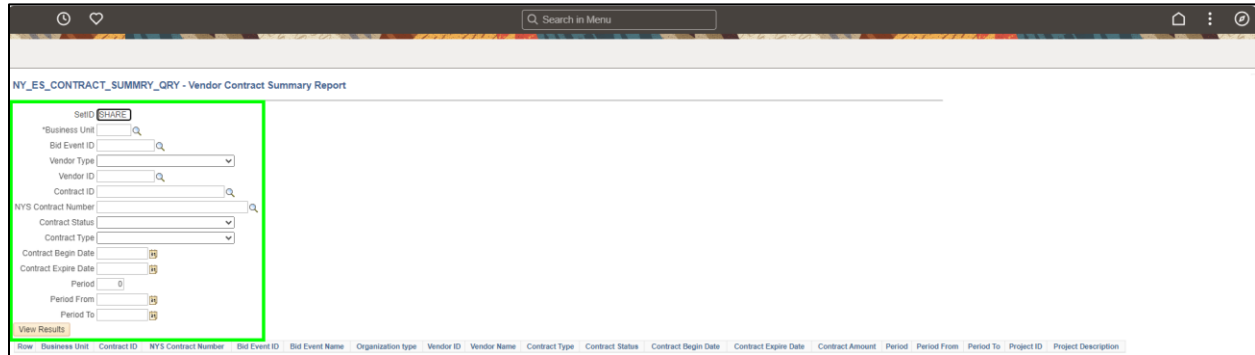 Search in Menu
NY_ES_CONTRACT_SUMMRY_QRY - Vendor Contract Summary Report
SetID SHARE
*Business Unit
Bid Event ID
Vendor Type
Vendor ID
Contract ID
NYS Contract Number
Contract Status
Contract Type
Contract Begin Date
Contract Expire Date
Period 0
Period From
Period To
View Results
Row Business Unit Contract ID NYS Contract Number Bid Event ID Bid Event Name Organization type Vendor ID Vendor Name Contract Type Contract Status Contract Begin Date Contract Expire Date Contract Amount Period Period From Period To Project ID Project Description